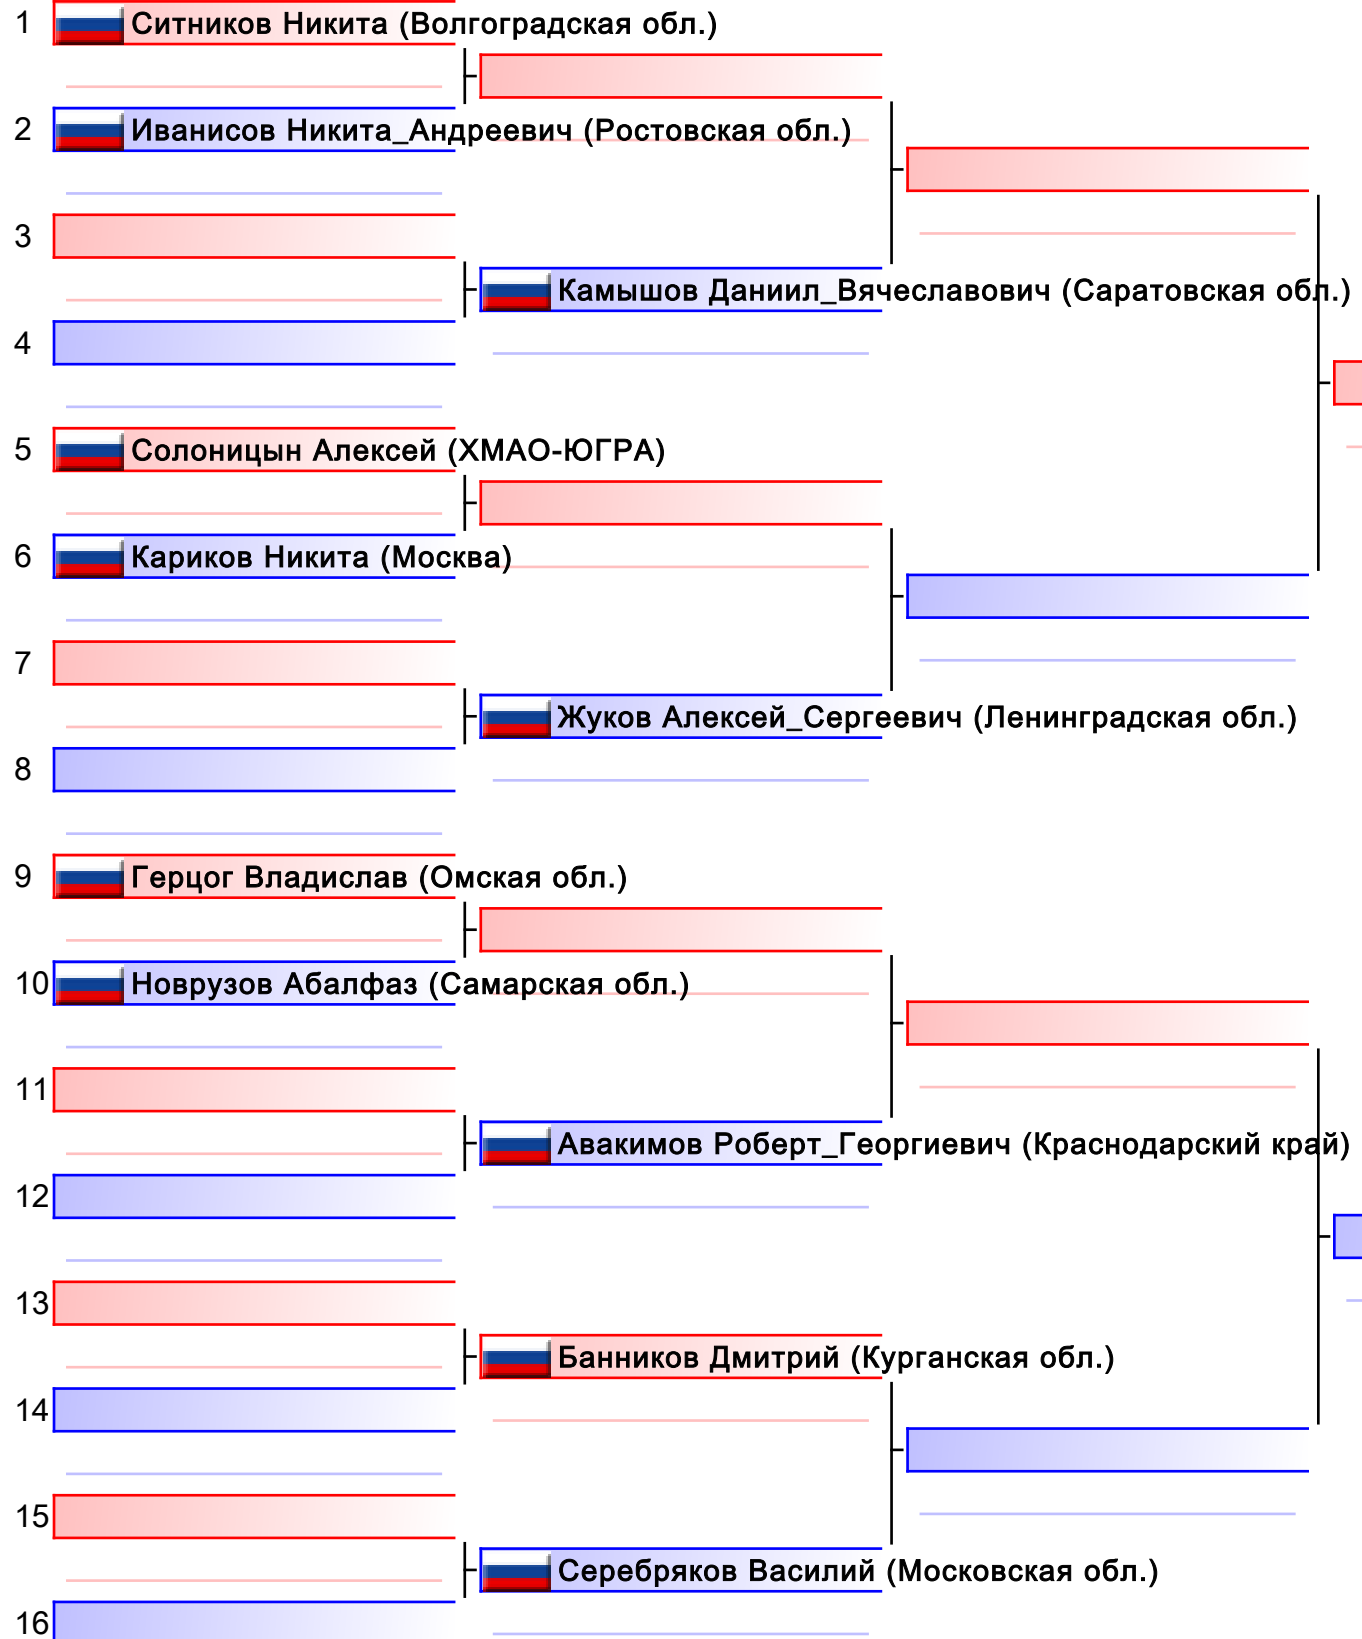 1 Ситников Никита (Волгоградская обл.)
2 Иванисов Никита_Андреевич (Ростовская обл.)
3
Камышов Даниил_Вячеславович (Саратовская обл.)
4
5 Солоницын Алексей (ХМАО-ЮГРА)
6 Кариков Никита (Москва)
7
Жуков Алексей_Сергеевич (Ленинградская обл.)
8
9 Герцог Владислав (Омская обл.)
10 Новрузов Абалфаз (Самарская обл.)
11
Авакимов Роберт_Георгиевич (Краснодарский край)
12
13
Банников Дмитрий (Курганская обл.)
14
15
Серебряков Василий (Московская обл.)
16